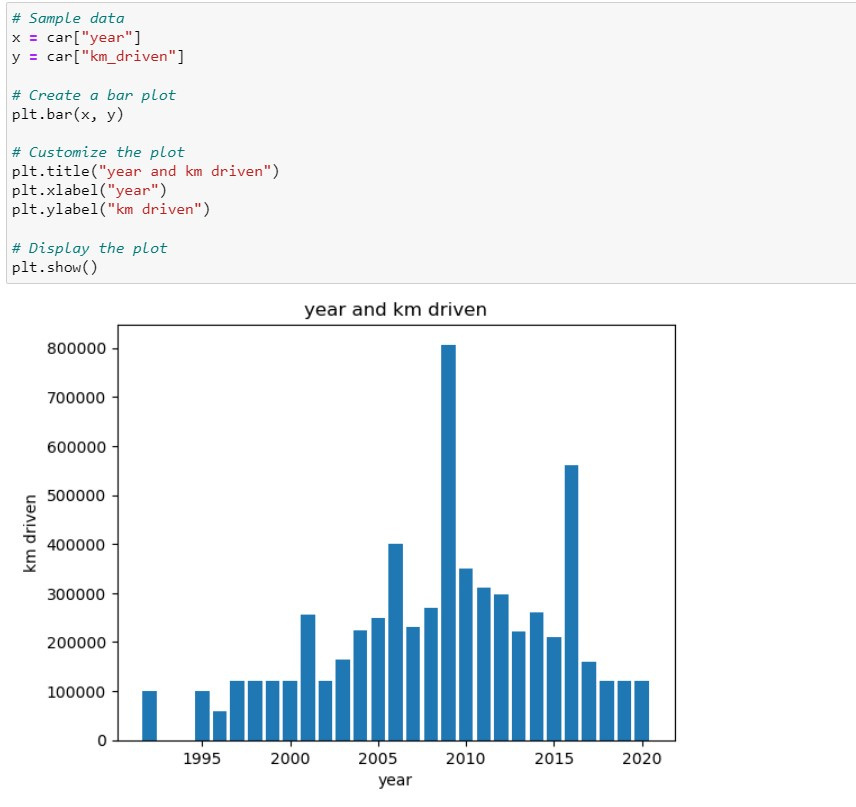 # Sample data
x = car["year"]
y = car["km_driven"]
# Create a bar plot
plt.bar(x, y)
# Customize the plot
plt.title("year and km driven")
plt.xlabel("year")
plt.ylabel("km driven")
# Display the plot
plt.show()
year and km driven
800000
700000
600000
500000
400000
300000
200000
100000
0
km driven
1995 2000 2005 2010 2015 2020
year